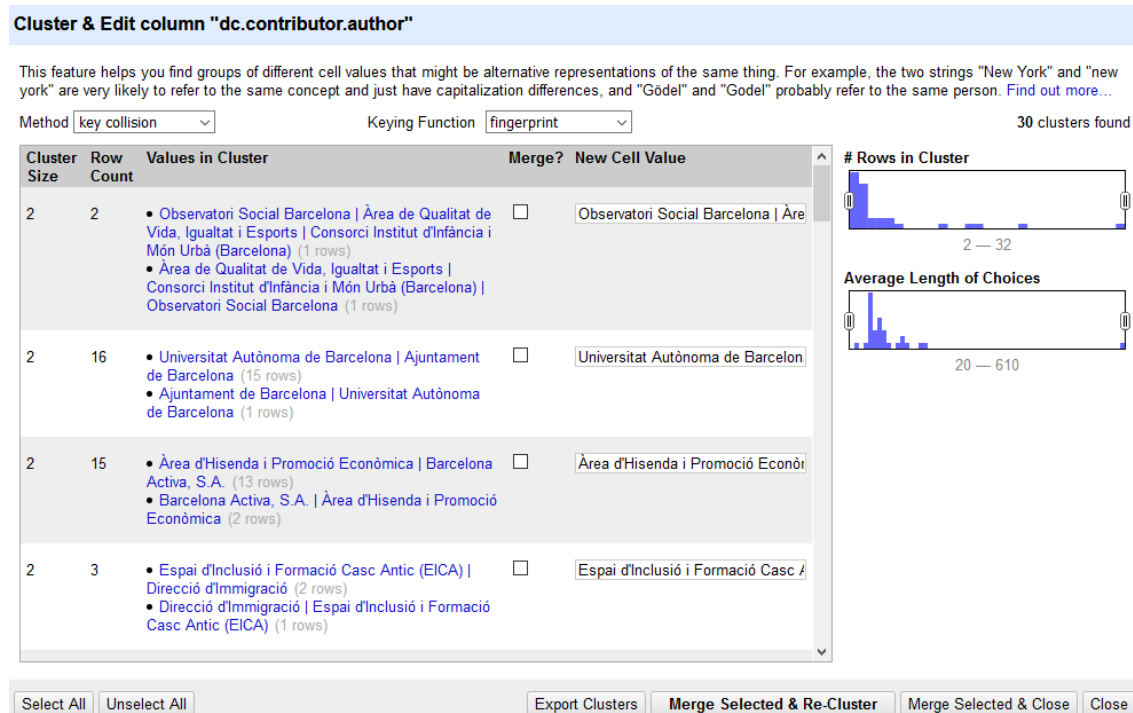 Cluster & Edit column "dc.contributor.author"
This feature helps you find groups of different cell values that might be alternative representations of the same thing. For example, the two strings "New York" and "new
york" are very likely to refer to the same concept and just have capitalization differences, and "Gödel" and "Godel" probably refer to the same person. Find out more...
Method key collision Keying Function fingerprint 30 clusters found
Cluster Size Row Count Values in Cluster Merge? New Cell Value
2 2 • Observatori Social Barcelona | Àrea de Qualitat de
Vida, Igualtat i Esports | Consorci Institut d'Infància i
Món Urbà (Barcelona) (1 rows)
• Àrea de Qualitat de Vida, Igualtat i Esports |
Consorci Institut d'Infància i Món Urbà (Barcelona) |
Observatori Social Barcelona (1 rows)
Observatori Social Barcelona | Àre
2 16 • Universitat Autònoma de Barcelona | Ajuntament
de Barcelona (15 rows)
• Ajuntament de Barcelona | Universitat Autònoma
de Barcelona (1 rows)
Universitat Autònoma de Barcelon
2 15 • Àrea d'Hisenda i Promoció Econòmica | Barcelona
Activa, S.A. (13 rows)
• Barcelona Activa, S.A. | Àrea d'Hisenda i Promoció
Econòmica (2 rows)
Àrea d'Hisenda i Promoció Econòr
2 3 • Espai d'Inclusió i Formació Casc Antic (EICA) |
Direcció d'Immigració (2 rows)
• Direcció d'Immigració | Espai d'Inclusió i Formació
Casc Antic (EICA) (1 rows)
Espai d'Inclusió i Formació Casc A
# Rows in Cluster
2 — 32
Average Length of Choices
20 — 610
Select All Unselect All Export Clusters Merge Selected & Re-Cluster Merge Selected & Close Close